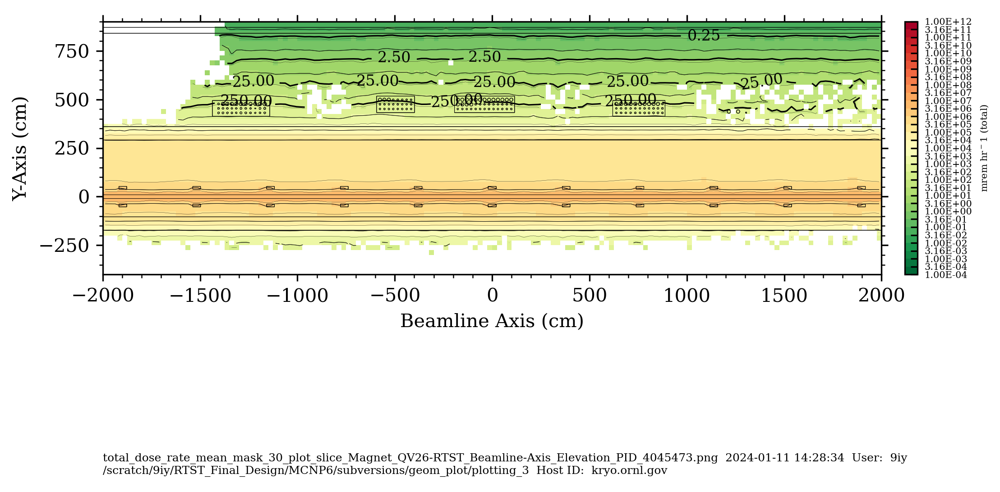 0.25
2.50 2.50
25.00 25.00 25.00 25.00 25.00
250.00 250.00 250.00
750
500
250
0
−250
Y-Axis (cm)
−2000 −1500 −1000 −500 0 500 1000 1500 2000
Beamline Axis (cm)
1.00E+12
3.16E+11
1.00E+11
3.16E+10
1.00E+10
3.16E+09
1.00E+09
3.16E+08
1.00E+08
3.16E+07
1.00E+07
3.16E+06
1.00E+06
3.16E+05
1.00E+05
3.16E+04
1.00E+04
3.16E+03
1.00E+03
3.16E+02
1.00E+02
3.16E+01
1.00E+01
3.16E+00
1.00E+00
3.16E-01
1.00E-01
3.16E-02
1.00E-02
3.16E-03
1.00E-03
3.16E-04
1.00E-04
mrem hr⁻1 (total)
total_dose_rate_mean_mask_30_plot_slice_Magnet_QV26-RTST_Beamline-Axis_Elevation_PID_4045473.png 2024-01-11 14:28:34 User: 9iy
/scratch/9iy/RTST_Final_Design/MCNP6/subversions/geom_plot/plotting_3 Host ID: kryo.ornl.gov